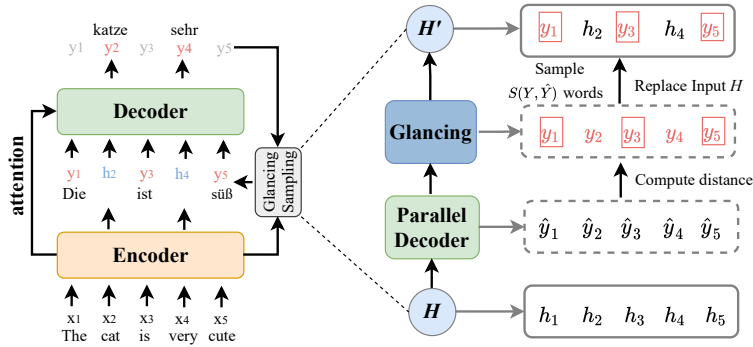 katze sehr
y1 y2 y3 y4 y5
Decoder
attention
y1 h2 y3 h4 y5
Die ist süß
Glancing
Sampling
Encoder
x1 x2 x3 x4 x5
The cat is very cute
H′
y1 h2 y3 h4 y5
Sample
S(Y,Ŷ) words
Replace Input H
Glancing
y1 y2 y3 y4 y5
Compute distance
Parallel
Decoder
ŷ1 ŷ2 ŷ3 ŷ4 ŷ5
H
h1 h2 h3 h4 h5